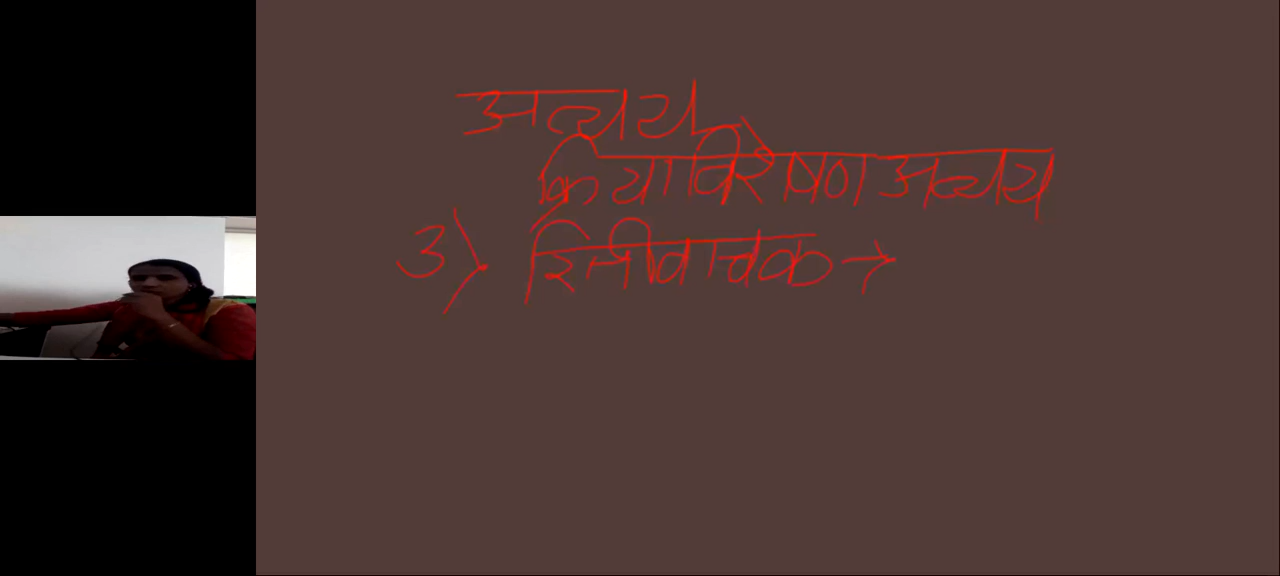 अव्यय
क्रियाविशेषण अव्यय
3) रितीवाचक →